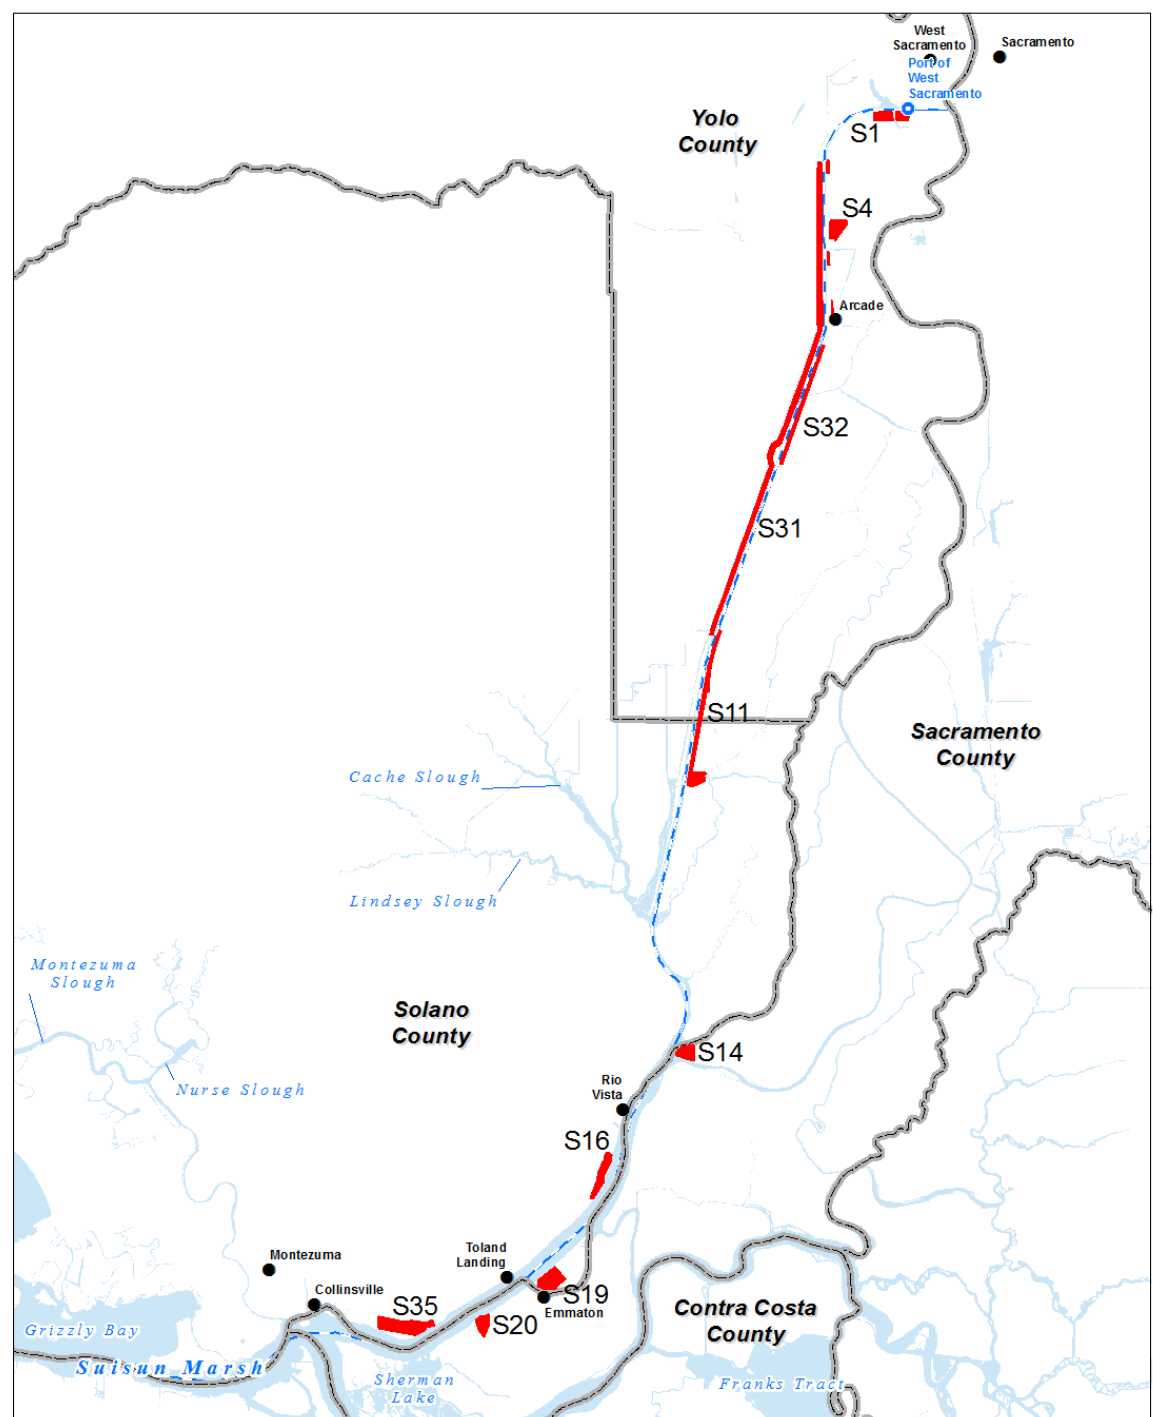 West
Sacramento
Sacramento
Port of
West
Sacramento
Yolo
County
S1
S4
Arcade
S32
S31
S11
Sacramento
County
Cache Slough
Lindsey Slough
Montezuma
Slough
Solano
County
Nurse Slough
S14
Rio
Vista
S16
Toland
Landing
Montezuma
Collinsville
S35
S19
Emmaton
S20
Contra Costa
County
Grizzly Bay
Suisun Marsh
Sherman
Lake
Franks Tract